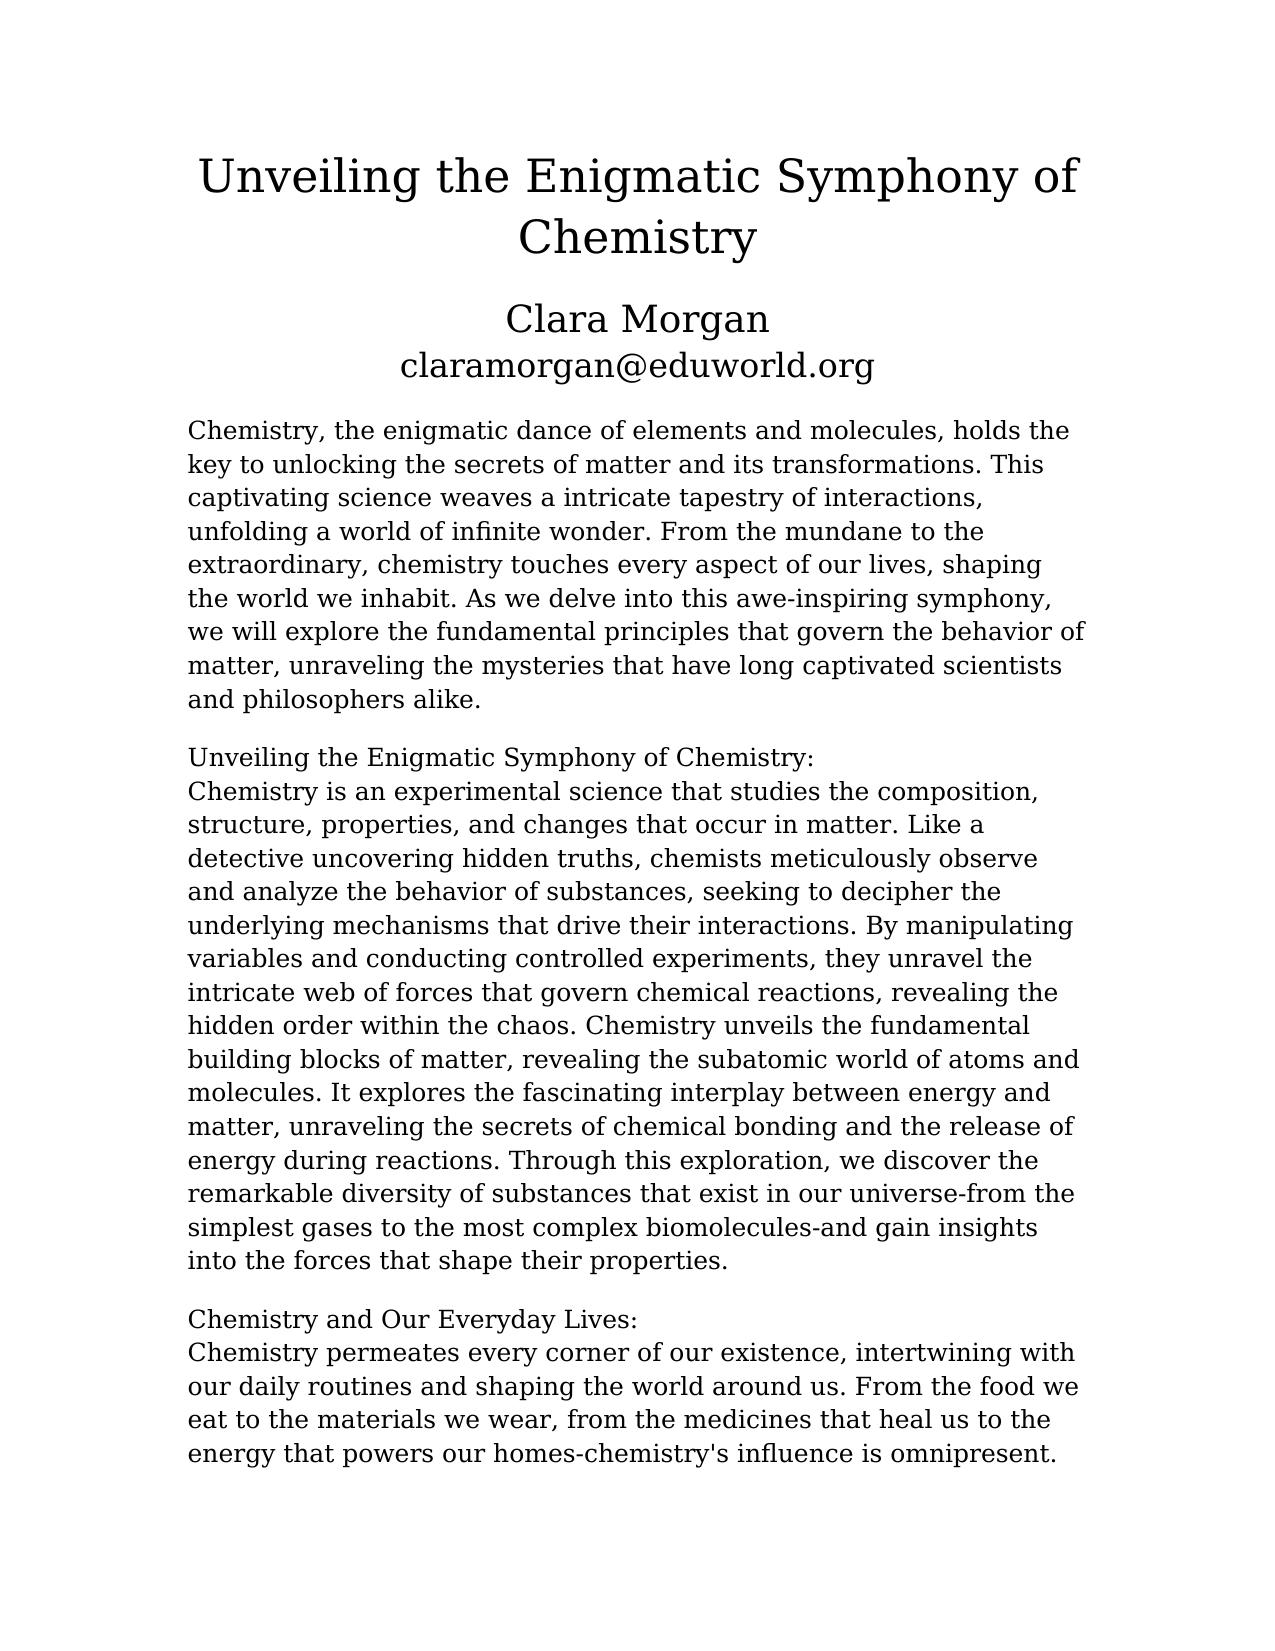 Unveiling the Enigmatic Symphony of
Chemistry
Clara Morgan
claramorgan@eduworld.org
Chemistry, the enigmatic dance of elements and molecules, holds the
key to unlocking the secrets of matter and its transformations. This
captivating science weaves a intricate tapestry of interactions,
unfolding a world of infinite wonder. From the mundane to the
extraordinary, chemistry touches every aspect of our lives, shaping
the world we inhabit. As we delve into this awe-inspiring symphony,
we will explore the fundamental principles that govern the behavior of
matter, unraveling the mysteries that have long captivated scientists
and philosophers alike.
Unveiling the Enigmatic Symphony of Chemistry:
Chemistry is an experimental science that studies the composition,
structure, properties, and changes that occur in matter. Like a
detective uncovering hidden truths, chemists meticulously observe
and analyze the behavior of substances, seeking to decipher the
underlying mechanisms that drive their interactions. By manipulating
variables and conducting controlled experiments, they unravel the
intricate web of forces that govern chemical reactions, revealing the
hidden order within the chaos. Chemistry unveils the fundamental
building blocks of matter, revealing the subatomic world of atoms and
molecules. It explores the fascinating interplay between energy and
matter, unraveling the secrets of chemical bonding and the release of
energy during reactions. Through this exploration, we discover the
remarkable diversity of substances that exist in our universe-from the
simplest gases to the most complex biomolecules-and gain insights
into the forces that shape their properties.
Chemistry and Our Everyday Lives:
Chemistry permeates every corner of our existence, intertwining with
our daily routines and shaping the world around us. From the food we
eat to the materials we wear, from the medicines that heal us to the
energy that powers our homes-chemistry's influence is omnipresent.